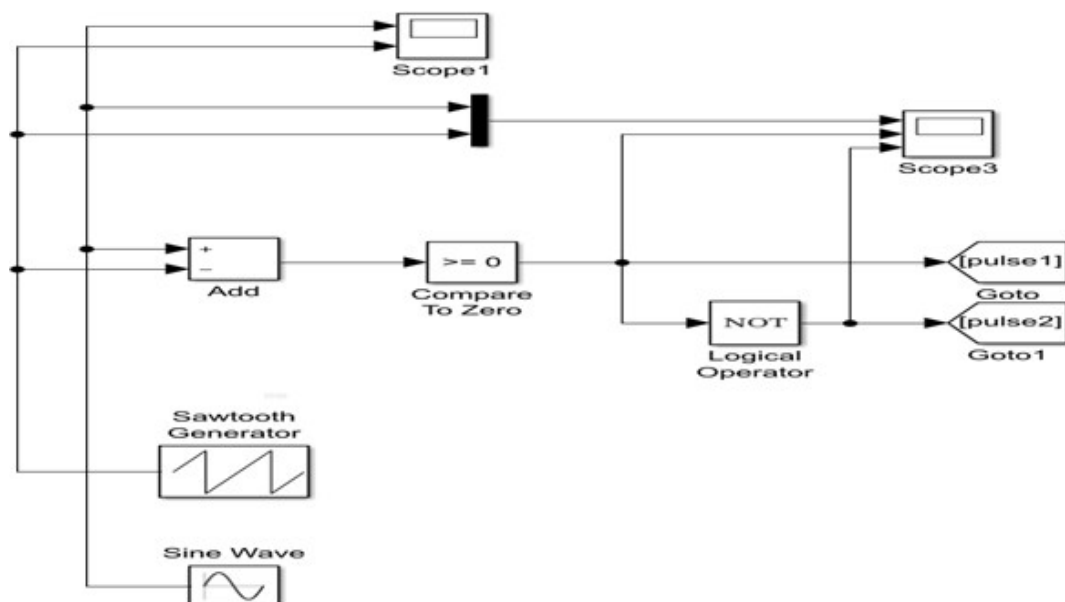 Scope1
Scope3
+
−
Add
>= 0
Compare
To Zero
[pulse1]
Goto
NOT
Logical
Operator
[pulse2]
Goto1
Sawtooth
Generator
Sine Wave